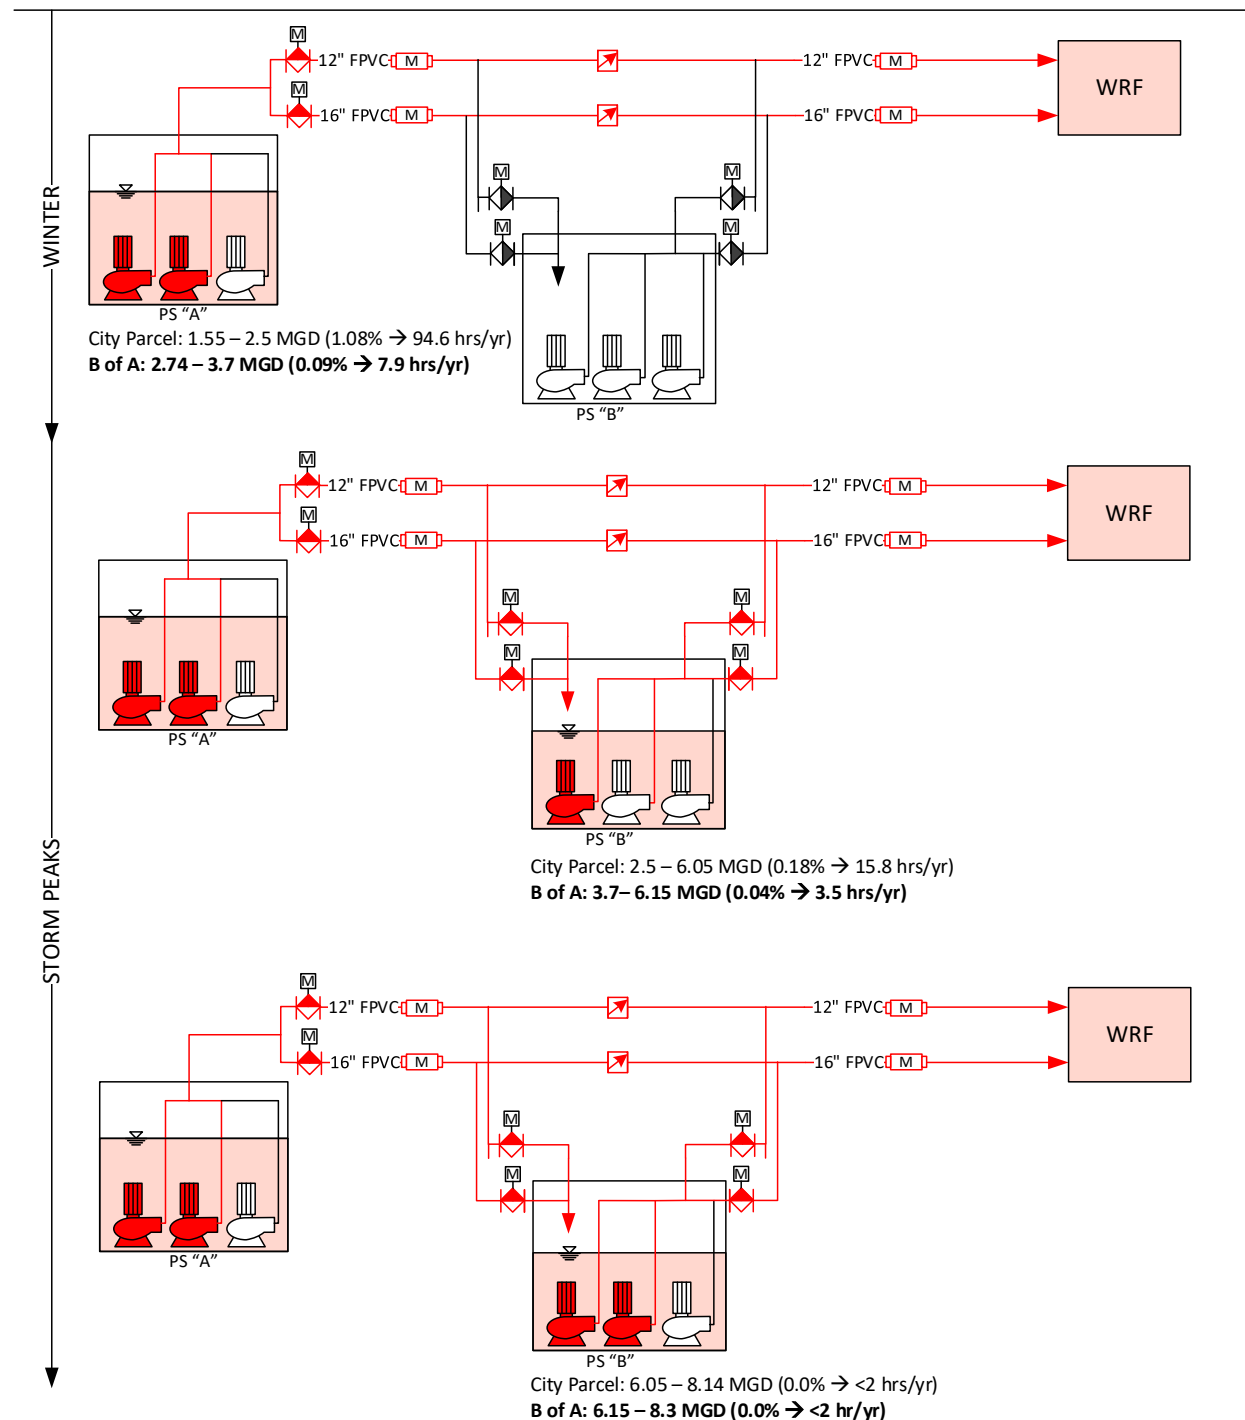 WINTER
M
12" FPVC
M
12" FPVC
M
WRF
M
16" FPVC
M
16" FPVC
M
M
M
M
M
PS “A”
City Parcel: 1.55 – 2.5 MGD (1.08% → 94.6 hrs/yr)
B of A: 2.74 – 3.7 MGD (0.09% → 7.9 hrs/yr)
PS “B”
STORM PEAKS
M
12" FPVC
M
12" FPVC
M
WRF
M
16" FPVC
M
16" FPVC
M
M
M
M
M
PS “A”
PS “B”
City Parcel: 2.5 – 6.05 MGD (0.18% → 15.8 hrs/yr)
B of A: 3.7– 6.15 MGD (0.04% → 3.5 hrs/yr)
M
12" FPVC
M
12" FPVC
M
WRF
M
16" FPVC
M
16" FPVC
M
M
M
M
M
PS “A”
PS “B”
City Parcel: 6.05 – 8.14 MGD (0.0% → <2 hrs/yr)
B of A: 6.15 – 8.3 MGD (0.0% → <2 hr/yr)